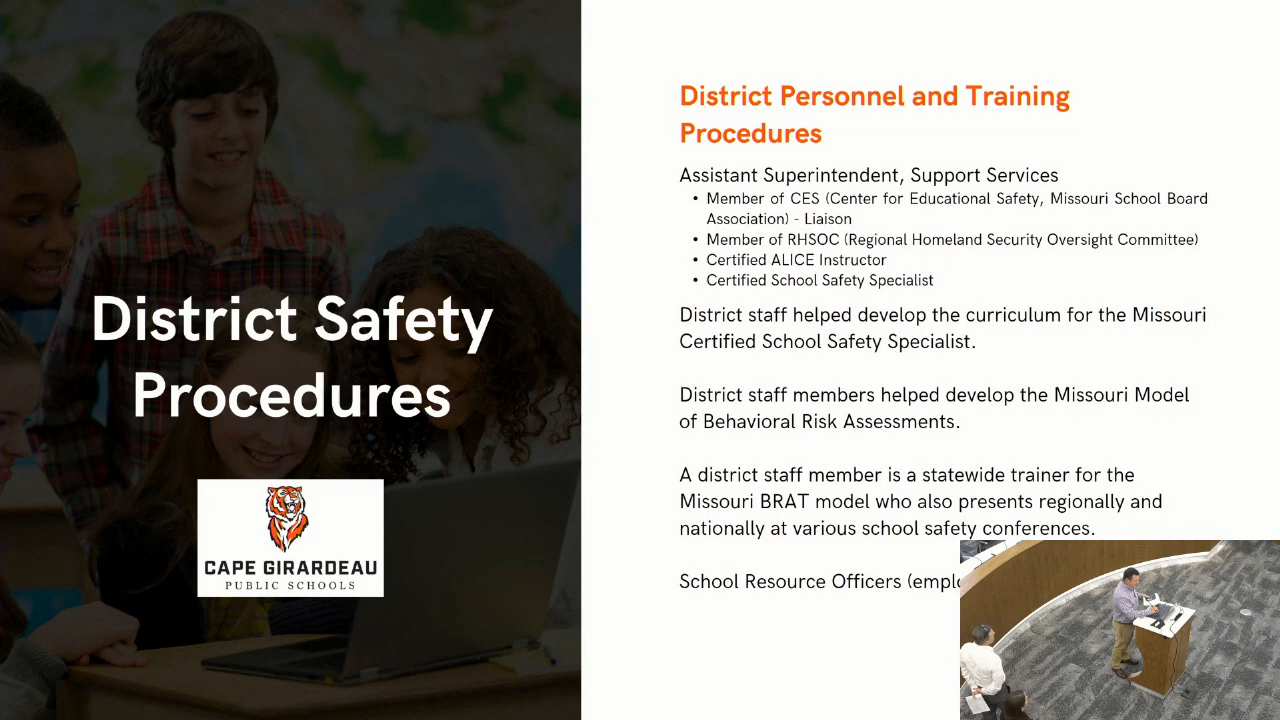 District Safety
Procedures
CAPE GIRARDEAU
PUBLIC SCHOOLS
District Personnel and Training
Procedures
Assistant Superintendent, Support Services
• Member of CES (Center for Educational Safety, Missouri School Board
Association) - Liaison
• Member of RHSOC (Regional Homeland Security Oversight Committee)
• Certified ALICE Instructor
• Certified School Safety Specialist
District staff helped develop the curriculum for the Missouri
Certified School Safety Specialist.
District staff members helped develop the Missouri Model
of Behavioral Risk Assessments.
A district staff member is a statewide trainer for the
Missouri BRAT model who also presents regionally and
nationally at various school safety conferences.
School Resource Officers